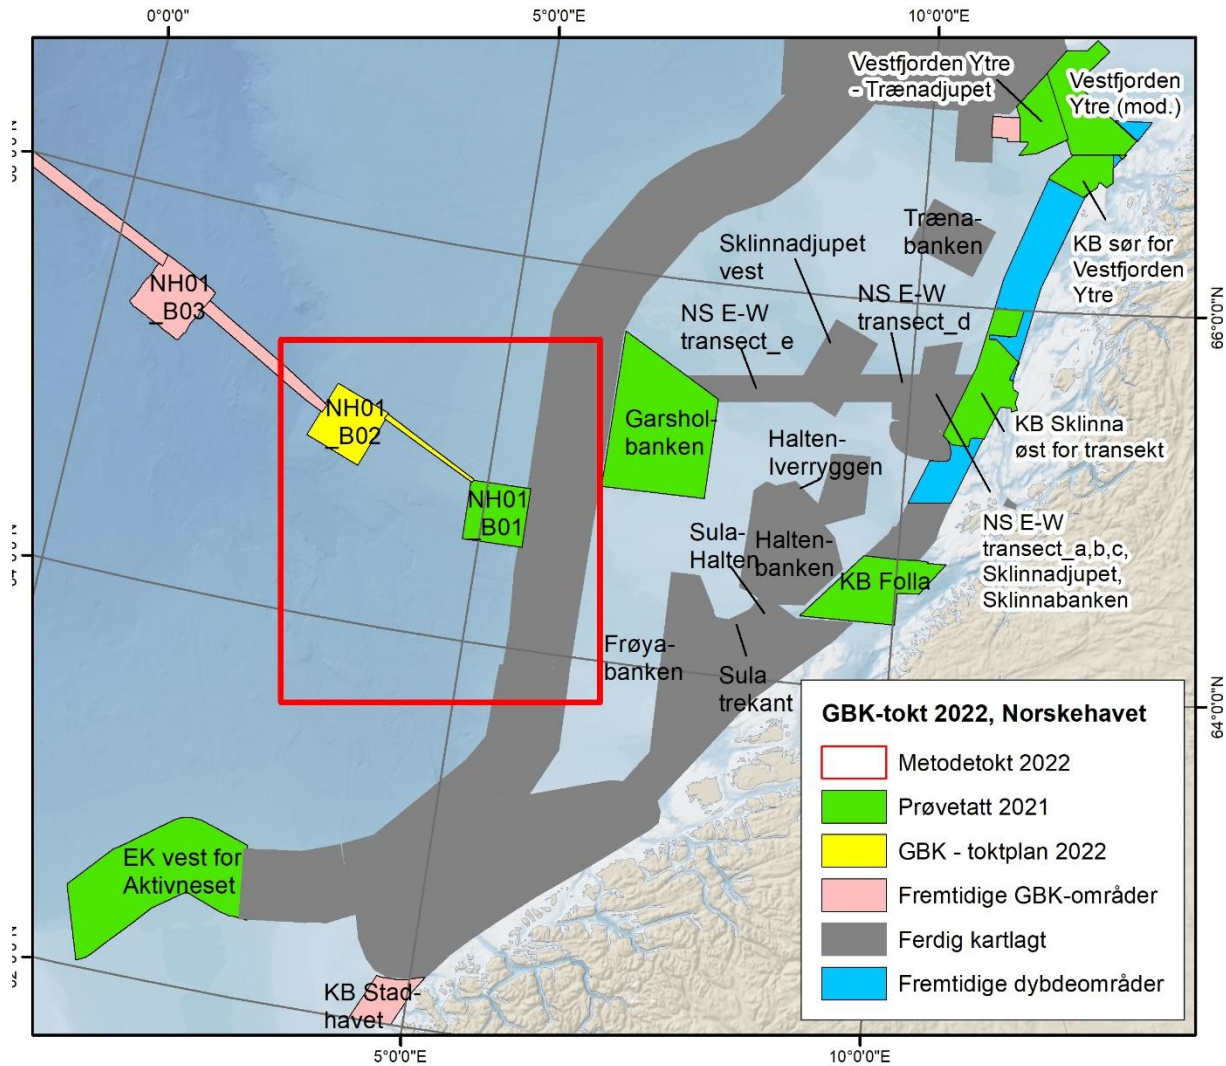 0°0'0"E
5°0'0"E
10°0'0"E
Vestfjorden Ytre
- Trænadjupet
Vestfjorden
Ytre (mod.)
Træna-
banken
KB sør for
Vestfjorden
Ytre
Sklinnadjupet
vest
NS E-W
transect_d
NS E-W
transect_e
NH01
_B03
66°0'0"N
NH01
_B02
Garshol-
banken
Halten-
Iverryggen
KB Sklinna
øst for transekt
NH01
_B01
NS E-W
transect_a,b,c,
Sklinnadjupet,
Sklinnabanken
Sula-
Halten
Halten-
banken
KB Folla
Frøya-
banken
Sula
trekant
64°0'0"N
GBK-tokt 2022, Norskehavet
Metodetokt 2022
Prøvetatt 2021
GBK - toktplan 2022
Fremtidige GBK-områder
Ferdig kartlagt
Fremtidige dybdeområder
EK vest for
Aktivneset
KB Stad-
havet
5°0'0"E
10°0'0"E